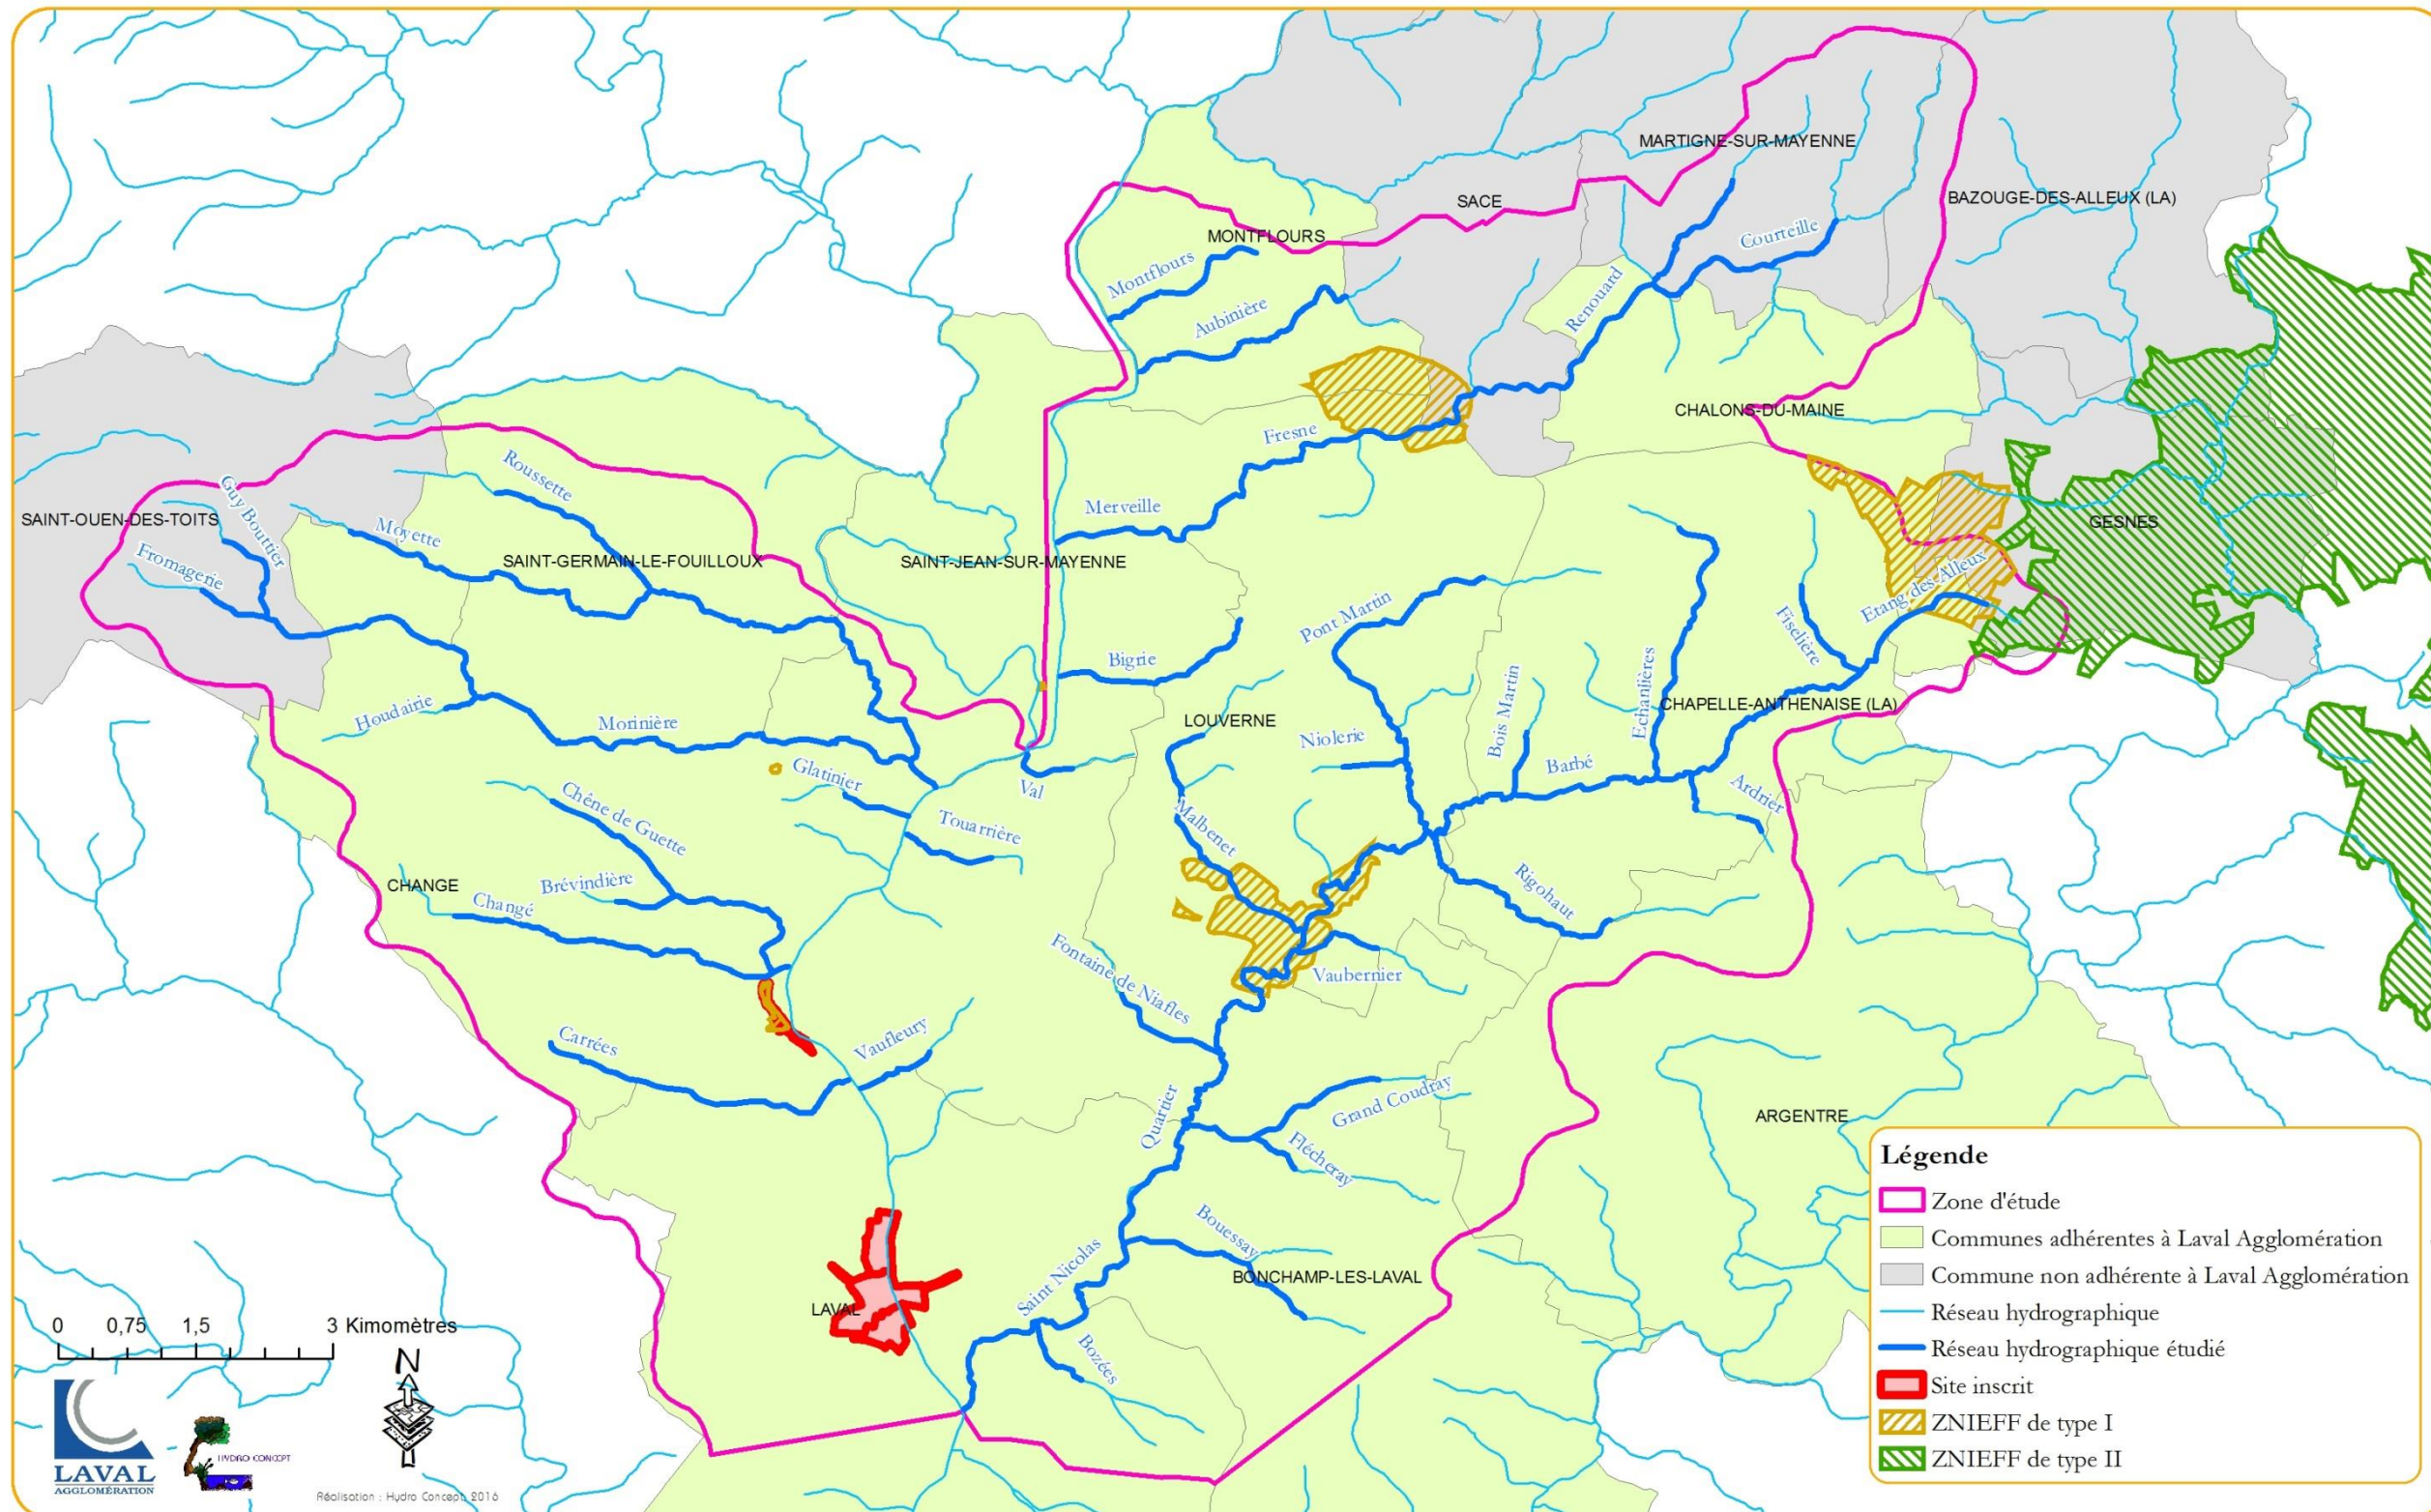 MARTIGNE-SUR-MAYENNE
BAZOUGE-DES-ALLEUX (LA)
SACE
MONTFLOURS
Courteille
Montflours
Renouard
Aubinière
CHALONS-DU-MAINE
Fresne
Roussette
Guy Bouttier
Merveille
SAINT-OUEN-DES-TOITS
Moyette
GESNES
Fromagerie
SAINT-GERMAIN-LE-FOUILLOUX
SAINT-JEAN-SUR-MAYENNE
Etang des Alleux
Pont Martin
Fiselière
Bigrie
Echanlières
Bois Martin
CHAPELLE-ANTHENAISE (LA)
Houdairie
Morinière
LOUVERNE
Niolerie
Barbé
Glatinier
Val
Ardrier
Chêne de Guette
Touarrière
Malbenet
CHANGE
Brévindière
Changé
Rigohaut
Fontaine de Niafles
Vaubernier
Carrées
Vaufleury
Quartier
Grand Coudray
ARGENTRE
Flécheray
Bouessay
Saint Nicolas
BONCHAMP-LES-LAVAL
LAVAL
Bozées
Légende
Zone d'étude
Communes adhérentes à Laval Agglomération
Commune non adhérente à Laval Agglomération
Réseau hydrographique
Réseau hydrographique étudié
Site inscrit
ZNIEFF de type I
ZNIEFF de type II
0 0,75 1,5 3 Kimomètres
N
LAVAL
AGGLOMÉRATION
HYDRO CONCEPT
Réalisation : Hydro Concept 2016